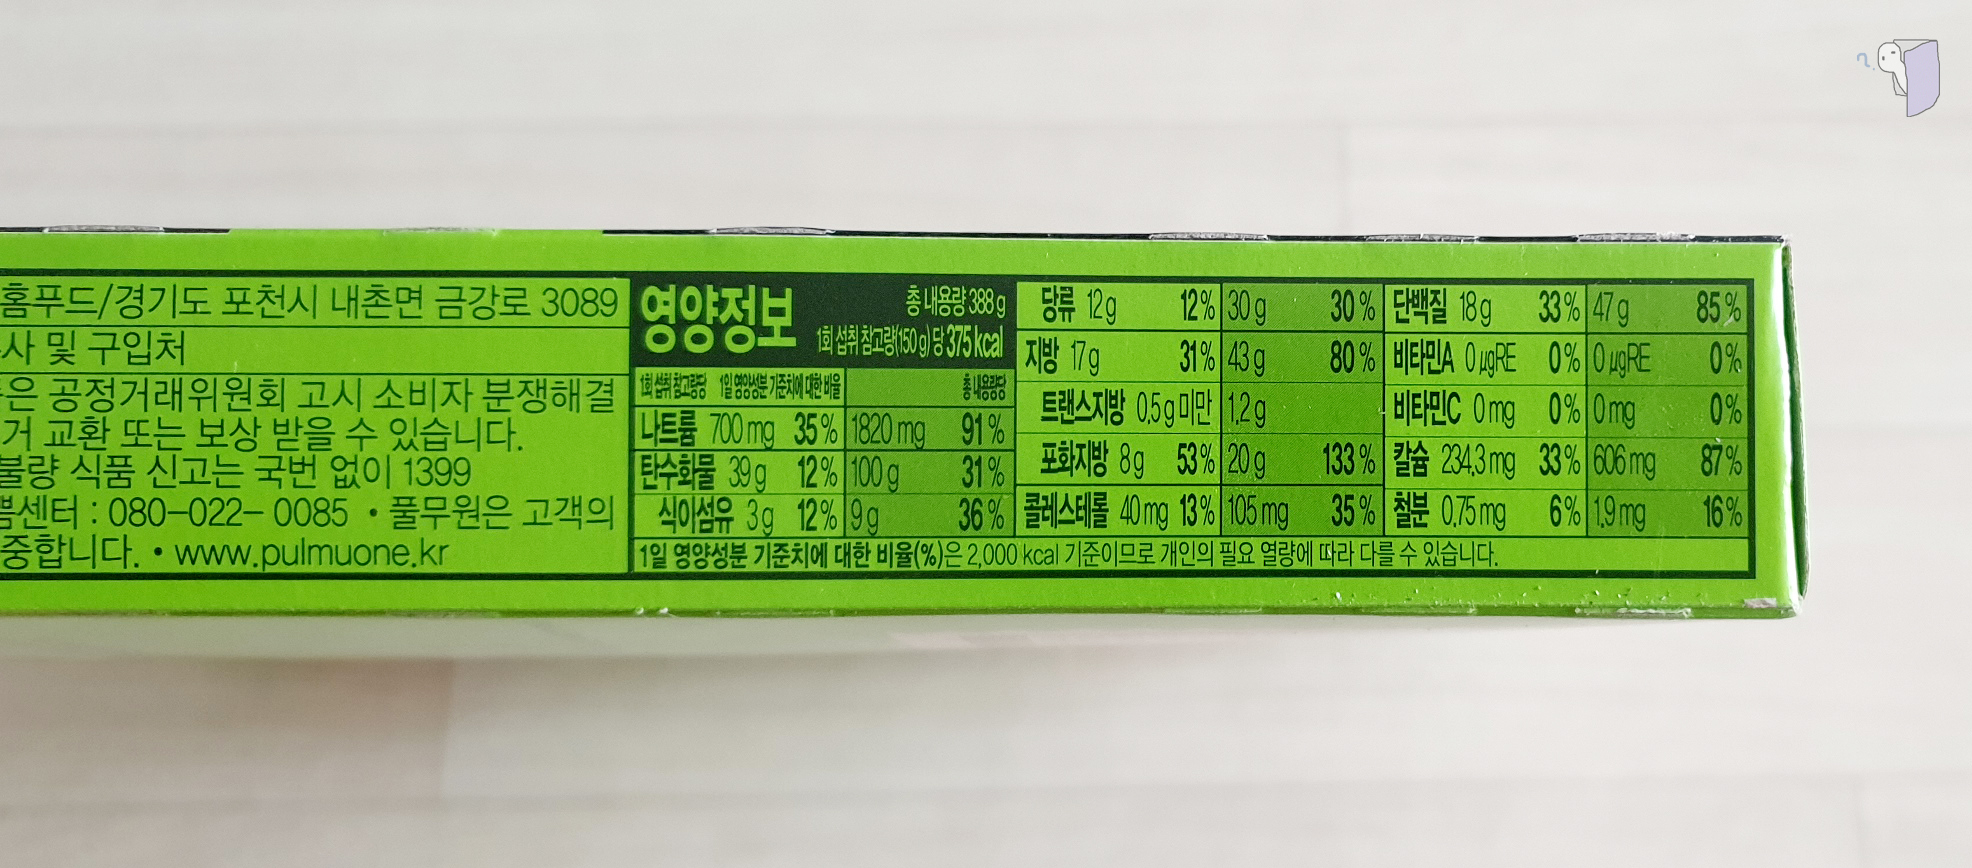 홈푸드/경기도 포천시 내촌면 금강로 3089
사 및 구입처
은 공정거래위원회 고시 소비자 분쟁해결
거 교환 또는 보상 받을 수 있습니다.
불량 식품 신고는 국번 없이 1399
센터 : 080-022- 0085 • 풀무원은 고객의
중합니다. • www.pulmuone.kr
영양정보
총 내용량 388 g
1회 섭취 참고량(150 g) 당 375 kcal
1회 섭취 참고량당 1일 영양성분 기준치에 대한 비율 총 내용량당
나트륨 700 mg 35 % 1820 mg 91 %
탄수화물 39 g 12 % 100 g 31 %
식이섬유 3 g 12 % 9 g 36 %
당류 12 g 12 % 30 g 30 %
지방 17 g 31 % 43 g 80 %
트랜스지방 0.5 g 미만 1.2 g
포화지방 8 g 53 % 20 g 133 %
콜레스테롤 40 mg 13 % 105 mg 35 %
단백질 18 g 33 % 47 g 85 %
비타민A 0 µgRE 0 % 0 µgRE 0 %
비타민C 0 mg 0 % 0 mg 0 %
칼슘 234.3 mg 33 % 606 mg 87 %
철분 0.75 mg 6 % 1.9 mg 16 %
1일 영양성분 기준치에 대한 비율(%)은 2,000 kcal 기준이므로 개인의 필요 열량에 따라 다를 수 있습니다.